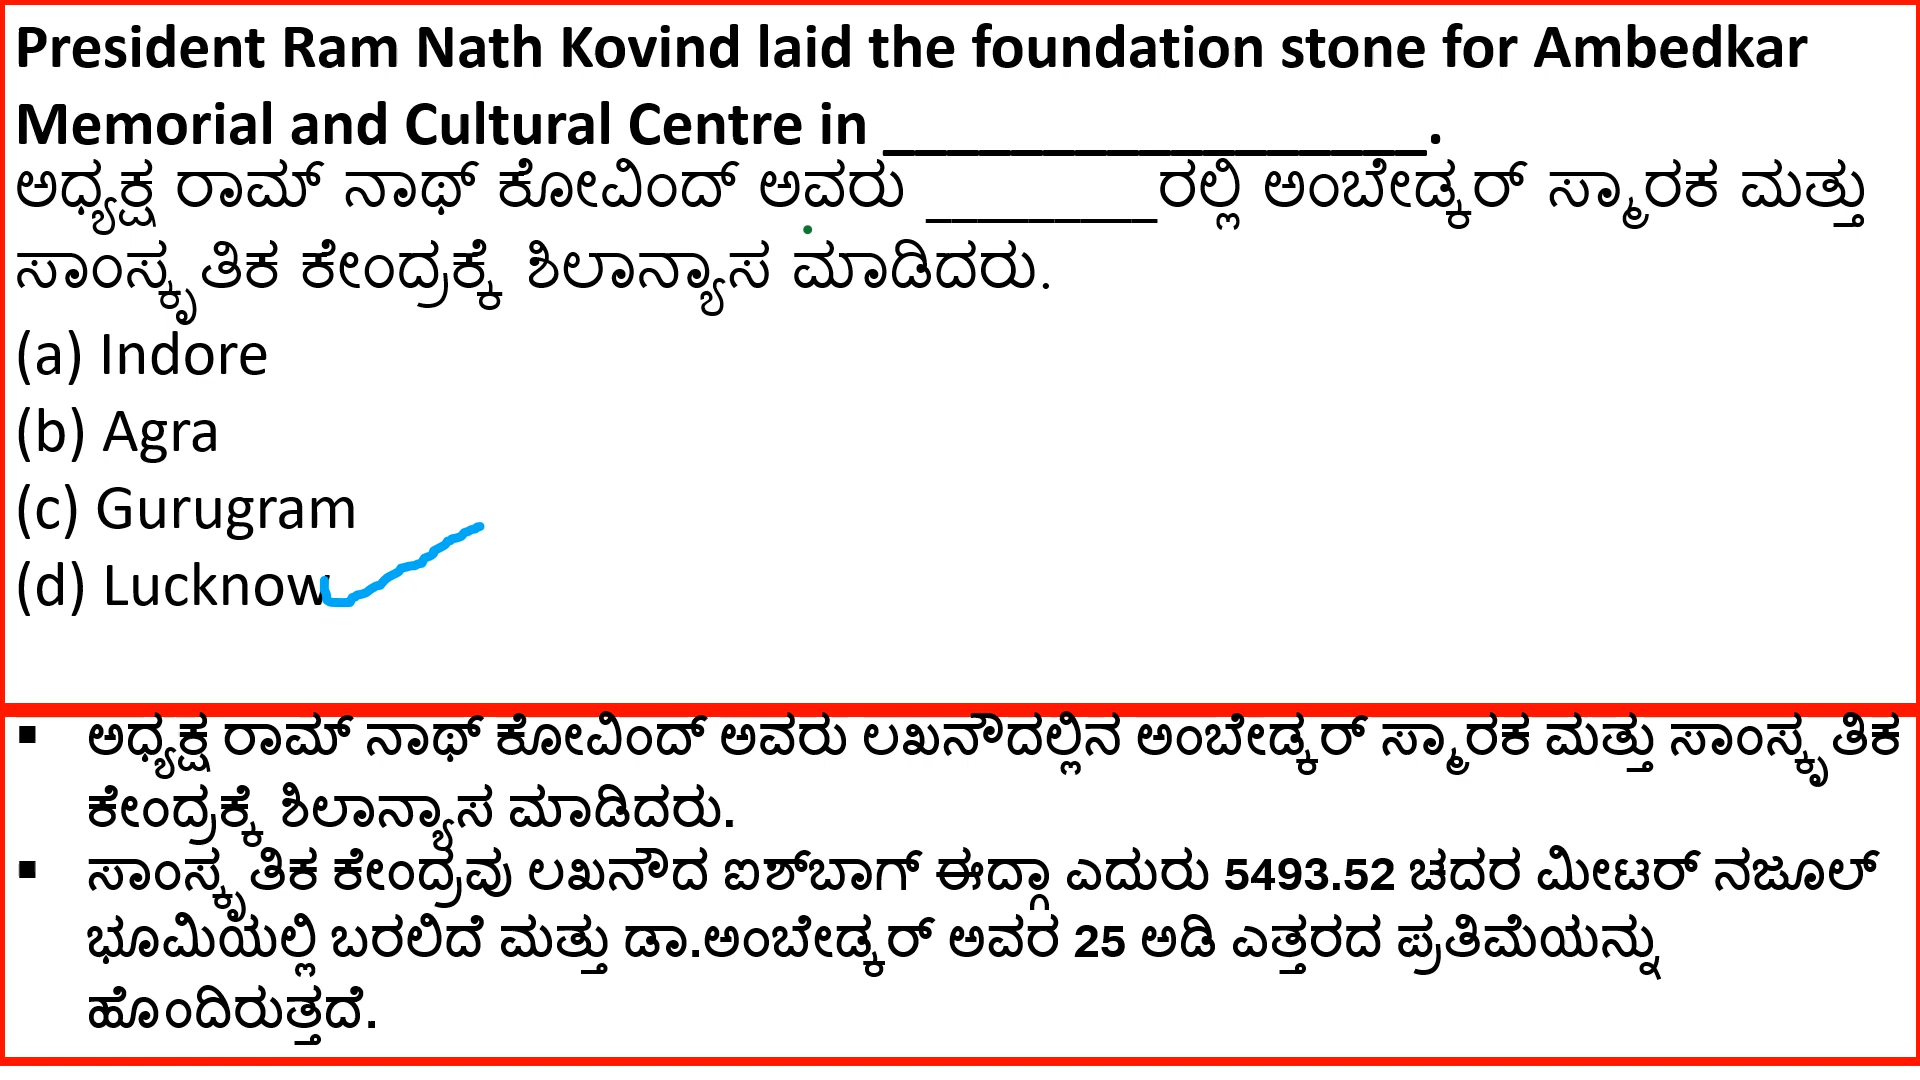 President Ram Nath Kovind laid the foundation stone for Ambedkar
Memorial and Cultural Centre in _________________.
ಅಧ್ಯಕ್ಷ ರಾಮ್ ನಾಥ್ ಕೋವಿಂದ್ ಅವರು _________ರಲ್ಲಿ ಅಂಬೇಡ್ಕರ್ ಸ್ಮಾರಕ ಮತ್ತು
ಸಾಂಸ್ಕೃತಿಕ ಕೇಂದ್ರಕ್ಕೆ ಶಿಲಾನ್ಯಾಸ ಮಾಡಿದರು.
(a) Indore
(b) Agra
(c) Gurugram
(d) Lucknow
▪ ಅಧ್ಯಕ್ಷ ರಾಮ್ ನಾಥ್ ಕೋವಿಂದ್ ಅವರು ಲಖನೌದಲ್ಲಿನ ಅಂಬೇಡ್ಕರ್ ಸ್ಮಾರಕ ಮತ್ತು ಸಾಂಸ್ಕೃತಿಕ
ಕೇಂದ್ರಕ್ಕೆ ಶಿಲಾನ್ಯಾಸ ಮಾಡಿದರು.
▪ ಸಾಂಸ್ಕೃತಿಕ ಕೇಂದ್ರವು ಲಖನೌದ ಐಶ್‌ಬಾಗ್ ಈದ್ಗಾ ಎದುರು 5493.52 ಚದರ ಮೀಟರ್ ನಜೂಲ್
ಭೂಮಿಯಲ್ಲಿ ಬರಲಿದೆ ಮತ್ತು ಡಾ.ಅಂಬೇಡ್ಕರ್ ಅವರ 25 ಅಡಿ ಎತ್ತರದ ಪ್ರತಿಮೆಯನ್ನು
ಹೊಂದಿರುತ್ತದೆ.